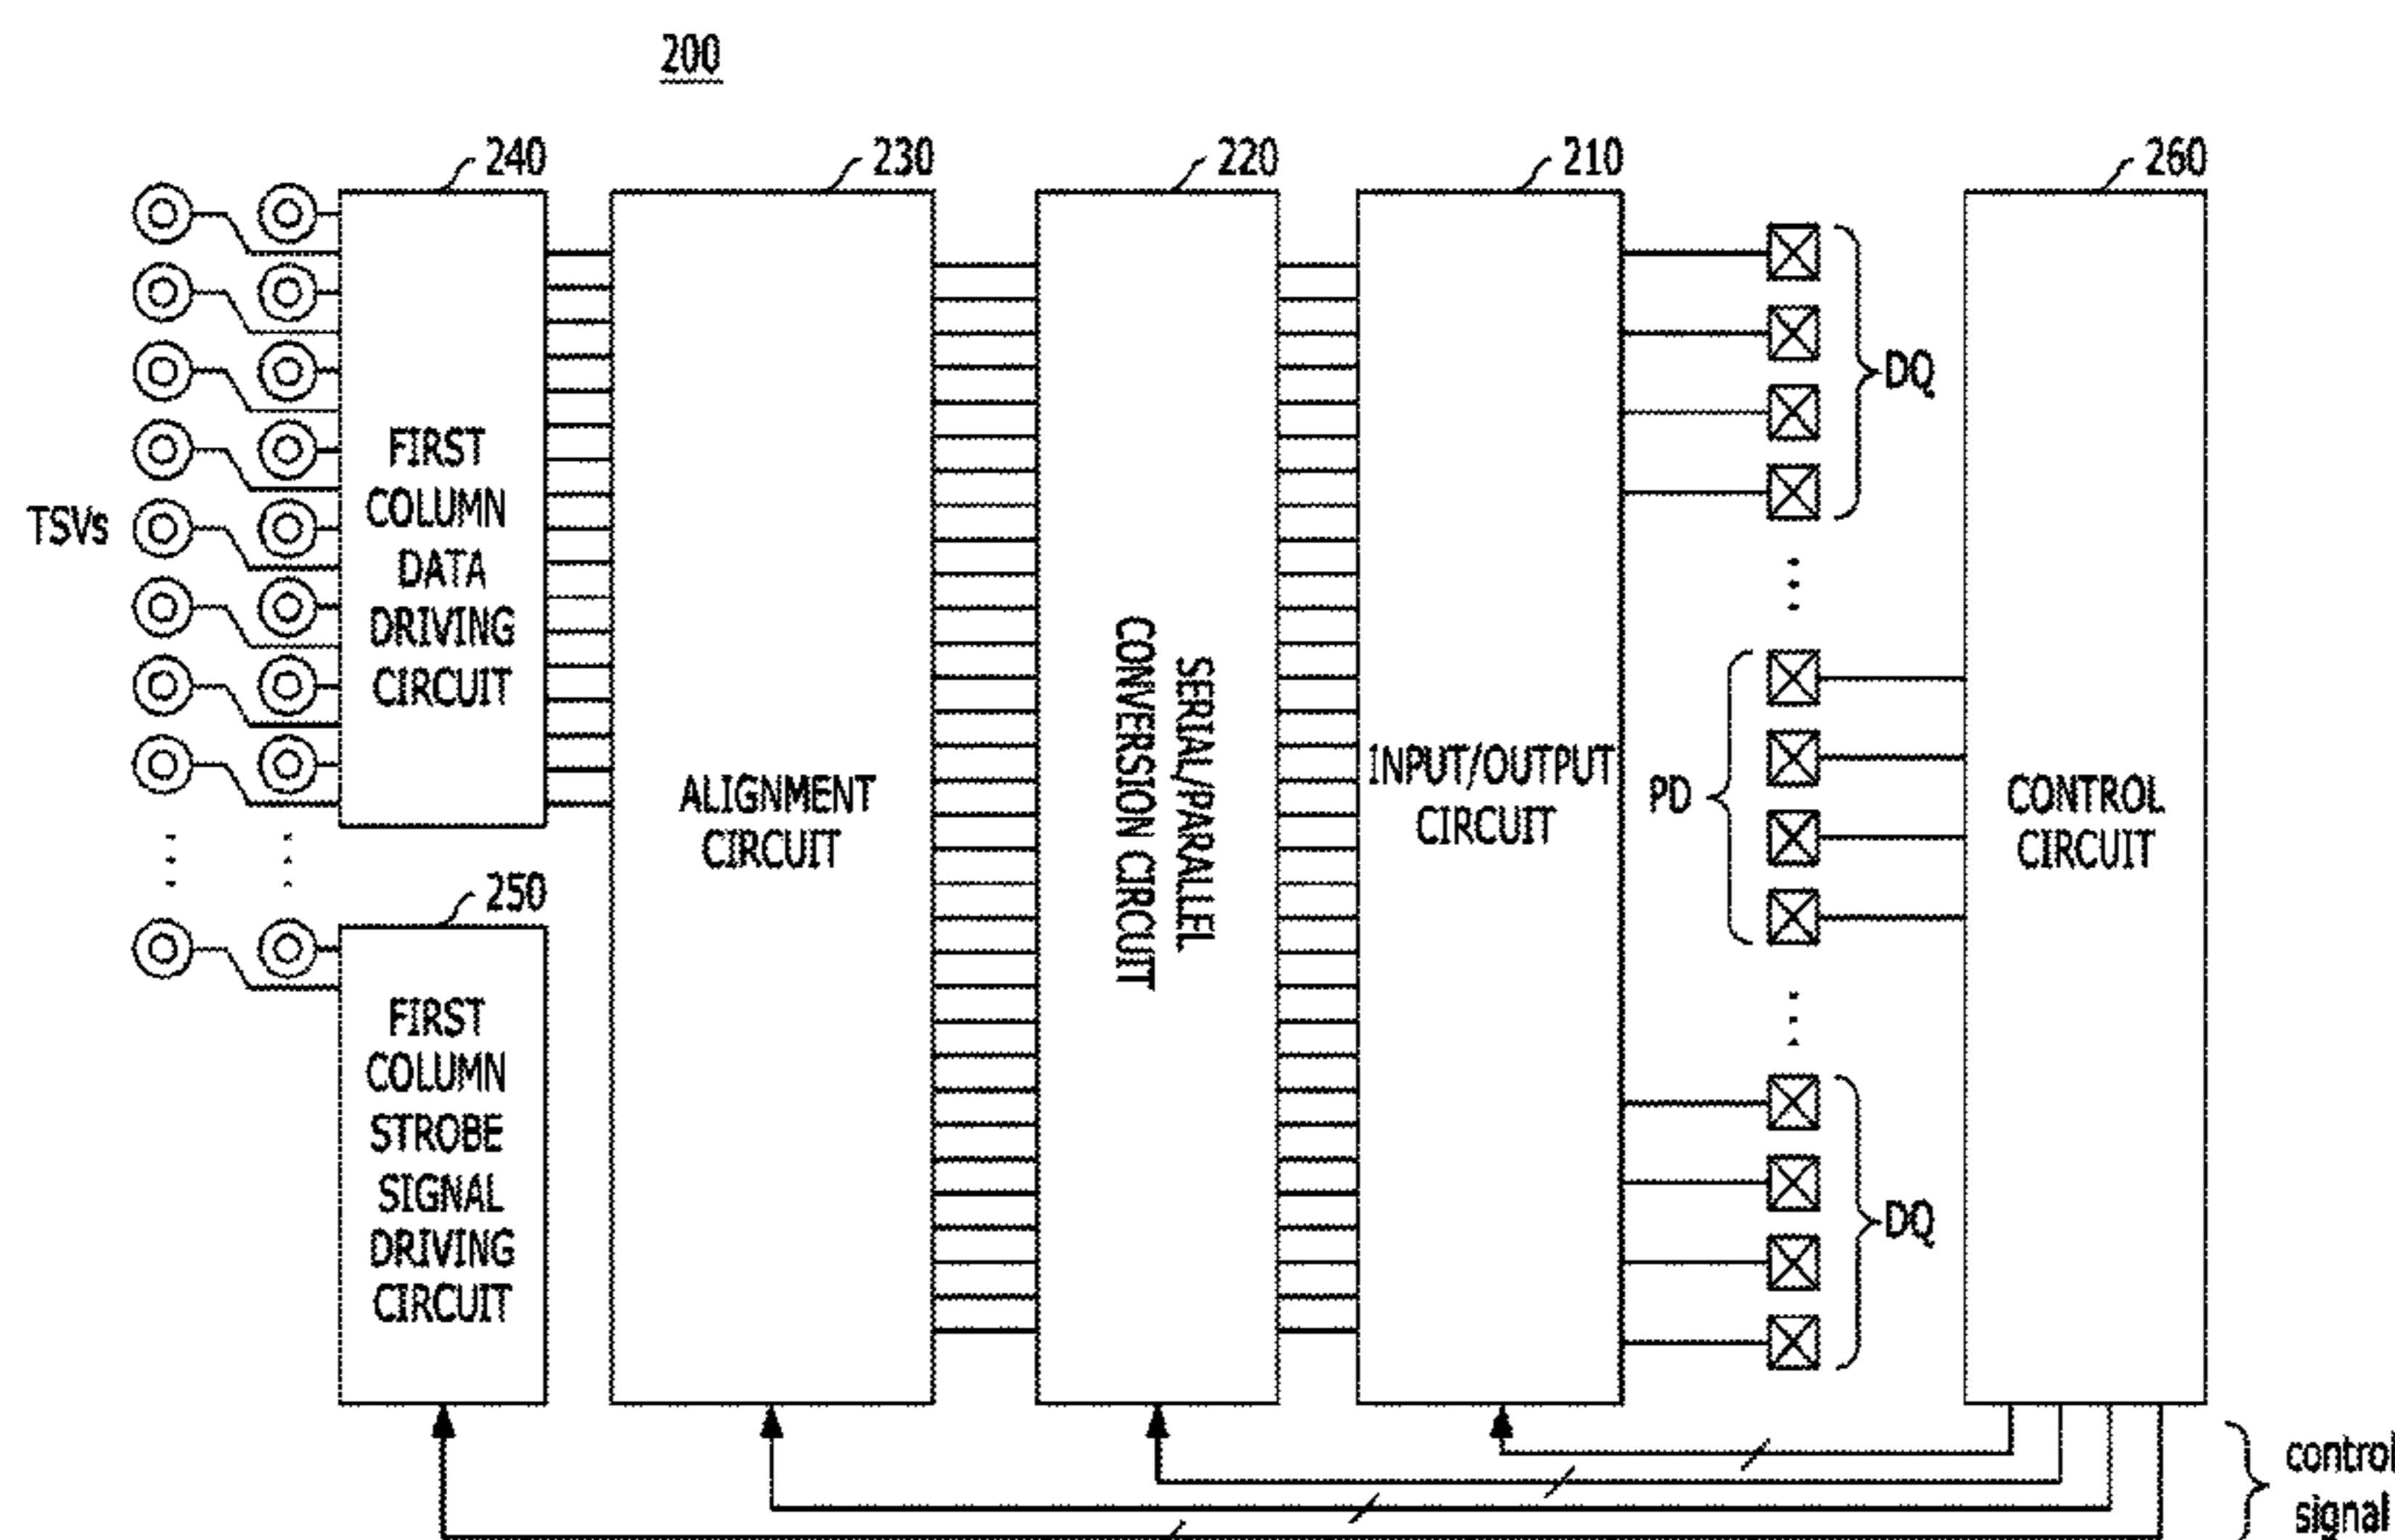 200
240
230
220
210
260
TSVs
FIRST
COLUMN
DATA
DRIVING
CIRCUIT
250
FIRST
COLUMN
STROBE
SIGNAL
DRIVING
CIRCUIT
ALIGNMENT
CIRCUIT
SERIAL/PARALLEL
CONVERSION CIRCUIT
INPUT/OUTPUT
CIRCUIT
DQ
PD
DQ
CONTROL
CIRCUIT
control
signal